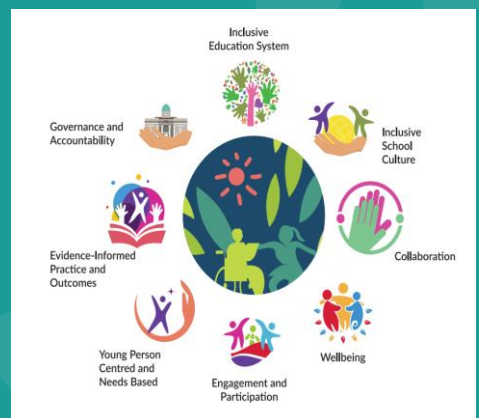 Inclusive
Education System
Governance and
Accountability
Inclusive
School
Culture
Evidence-Informed
Practice and
Outcomes
Collaboration
Young Person
Centred and
Needs Based
Engagement and
Participation
Wellbeing